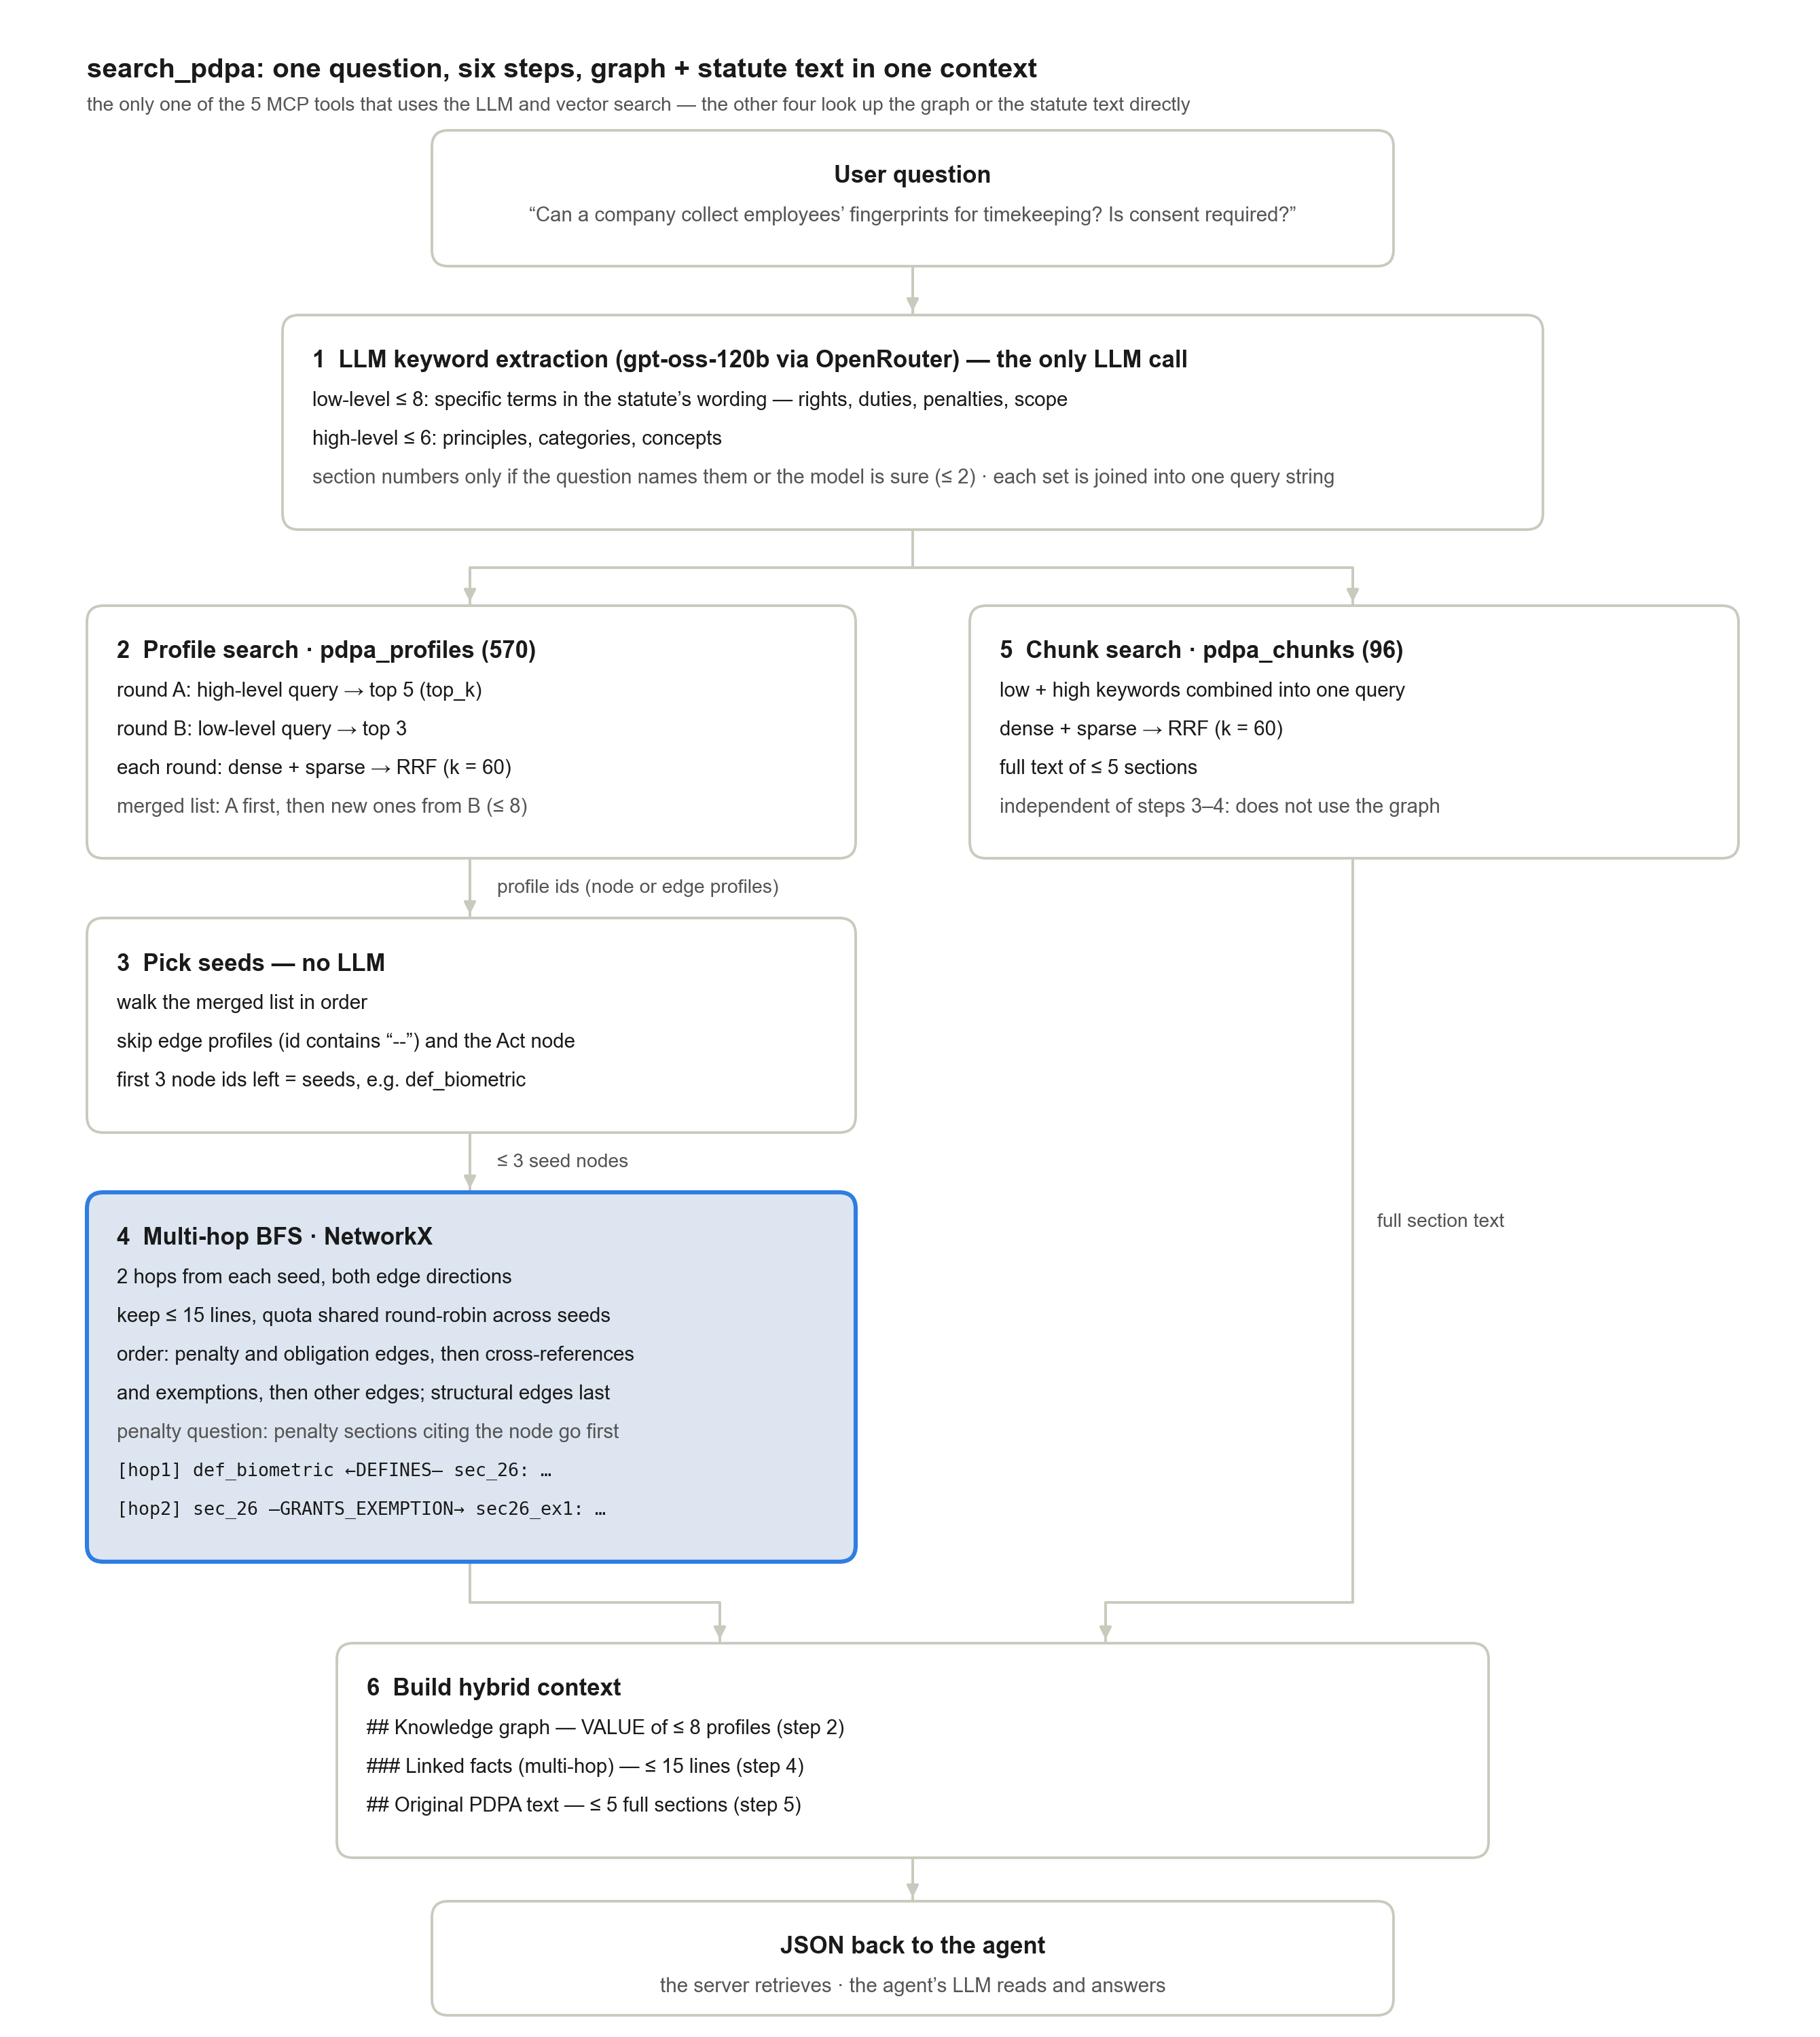 search_pdpa: one question, six steps, graph + statute text in one context
the only one of the 5 MCP tools that uses the LLM and vector search — the other four look up the graph or the statute text directly
User question
“Can a company collect employees’ fingerprints for timekeeping? Is consent required?”
1 LLM keyword extraction (gpt-oss-120b via OpenRouter) — the only LLM call
low-level ≤ 8: specific terms in the statute’s wording — rights, duties, penalties, scope
high-level ≤ 6: principles, categories, concepts
section numbers only if the question names them or the model is sure (≤ 2) · each set is joined into one query string
2 Profile search · pdpa_profiles (570)
round A: high-level query → top 5 (top_k)
round B: low-level query → top 3
each round: dense + sparse → RRF (k = 60)
merged list: A first, then new ones from B (≤ 8)
5 Chunk search · pdpa_chunks (96)
low + high keywords combined into one query
dense + sparse → RRF (k = 60)
full text of ≤ 5 sections
independent of steps 3–4: does not use the graph
profile ids (node or edge profiles)
3 Pick seeds — no LLM
walk the merged list in order
skip edge profiles (id contains “--”) and the Act node
first 3 node ids left = seeds, e.g. def_biometric
≤ 3 seed nodes
4 Multi-hop BFS · NetworkX
2 hops from each seed, both edge directions
keep ≤ 15 lines, quota shared round-robin across seeds
order: penalty and obligation edges, then cross-references
and exemptions, then other edges; structural edges last
penalty question: penalty sections citing the node go first
[hop1] def_biometric ←DEFINES— sec_26: …
[hop2] sec_26 —GRANTS_EXEMPTION→ sec26_ex1: …
full section text
6 Build hybrid context
## Knowledge graph — VALUE of ≤ 8 profiles (step 2)
### Linked facts (multi-hop) — ≤ 15 lines (step 4)
## Original PDPA text — ≤ 5 full sections (step 5)
JSON back to the agent
the server retrieves · the agent’s LLM reads and answers